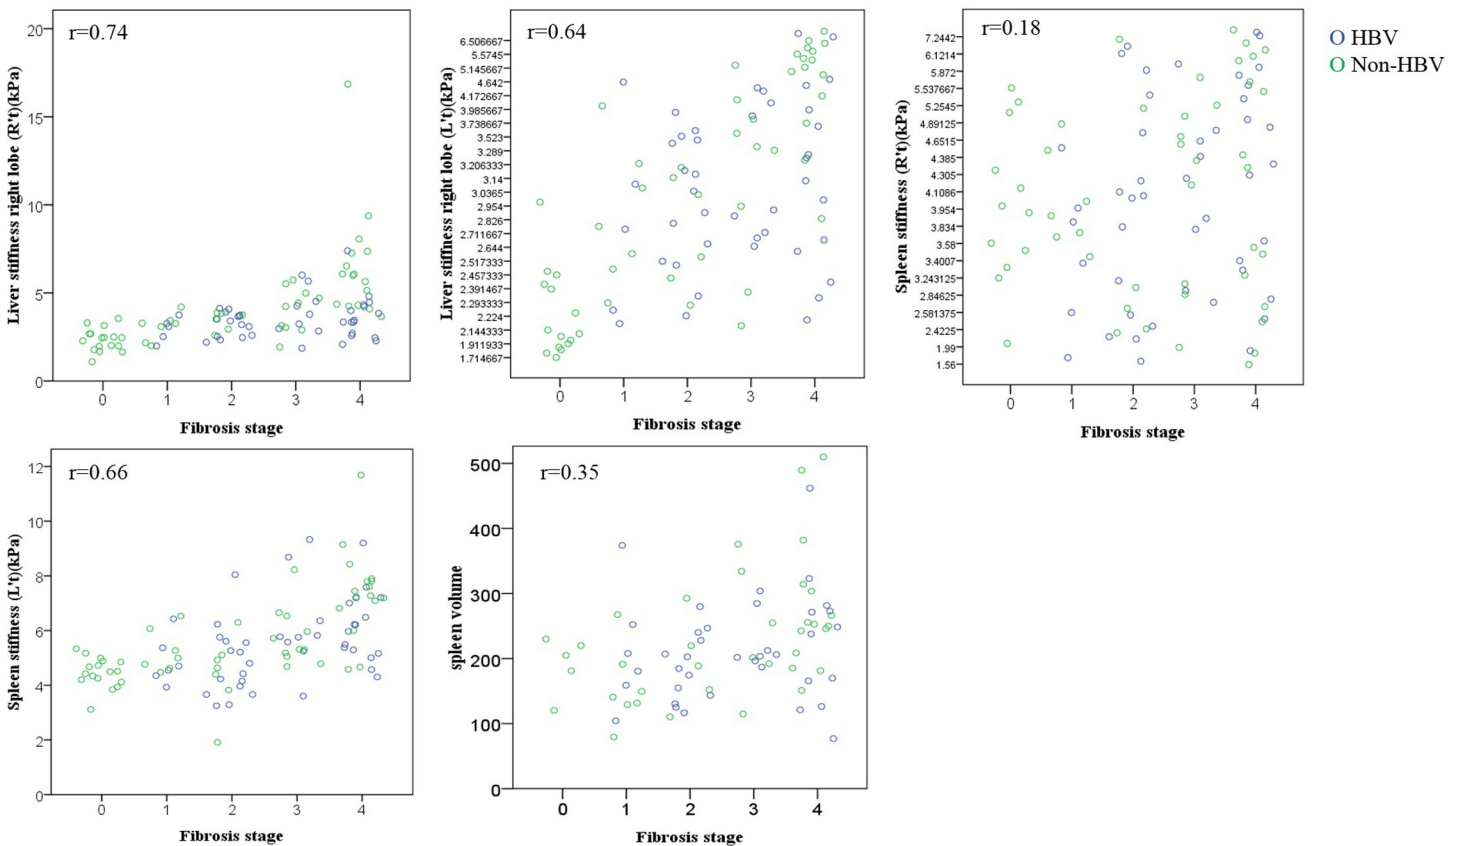 r=0.74
Liver stiffness right lobe (R't)(kPa)
20
15
10
5
0
0 1 2 3 4
Fibrosis stage
r=0.64
Liver stiffness right lobe (L't)(kPa)
6.506667
5.5745
5.145667
4.642
4.172667
3.985667
3.738667
3.523
3.289
3.206333
3.14
3.0365
2.954
2.826
2.711667
2.644
2.517333
2.457333
2.391467
2.293333
2.224
2.144333
1.911933
1.714667
0 1 2 3 4
Fibrosis stage
r=0.18
Spleen stiffness (R't)(kPa)
7.2442
6.1214
5.872
5.537667
5.2545
4.89125
4.6515
4.385
4.305
4.1086
3.954
3.834
3.58
3.4007
3.243125
2.84625
2.581375
2.4225
1.99
1.56
0 1 2 3 4
Fibrosis stage
HBV
Non-HBV
r=0.66
Spleen stiffness (L't)(kPa)
12
10
8
6
4
2
0
0 1 2 3 4
Fibrosis stage
r=0.35
spleen volume
500
400
300
200
100
0
0 1 2 3 4
Fibrosis stage